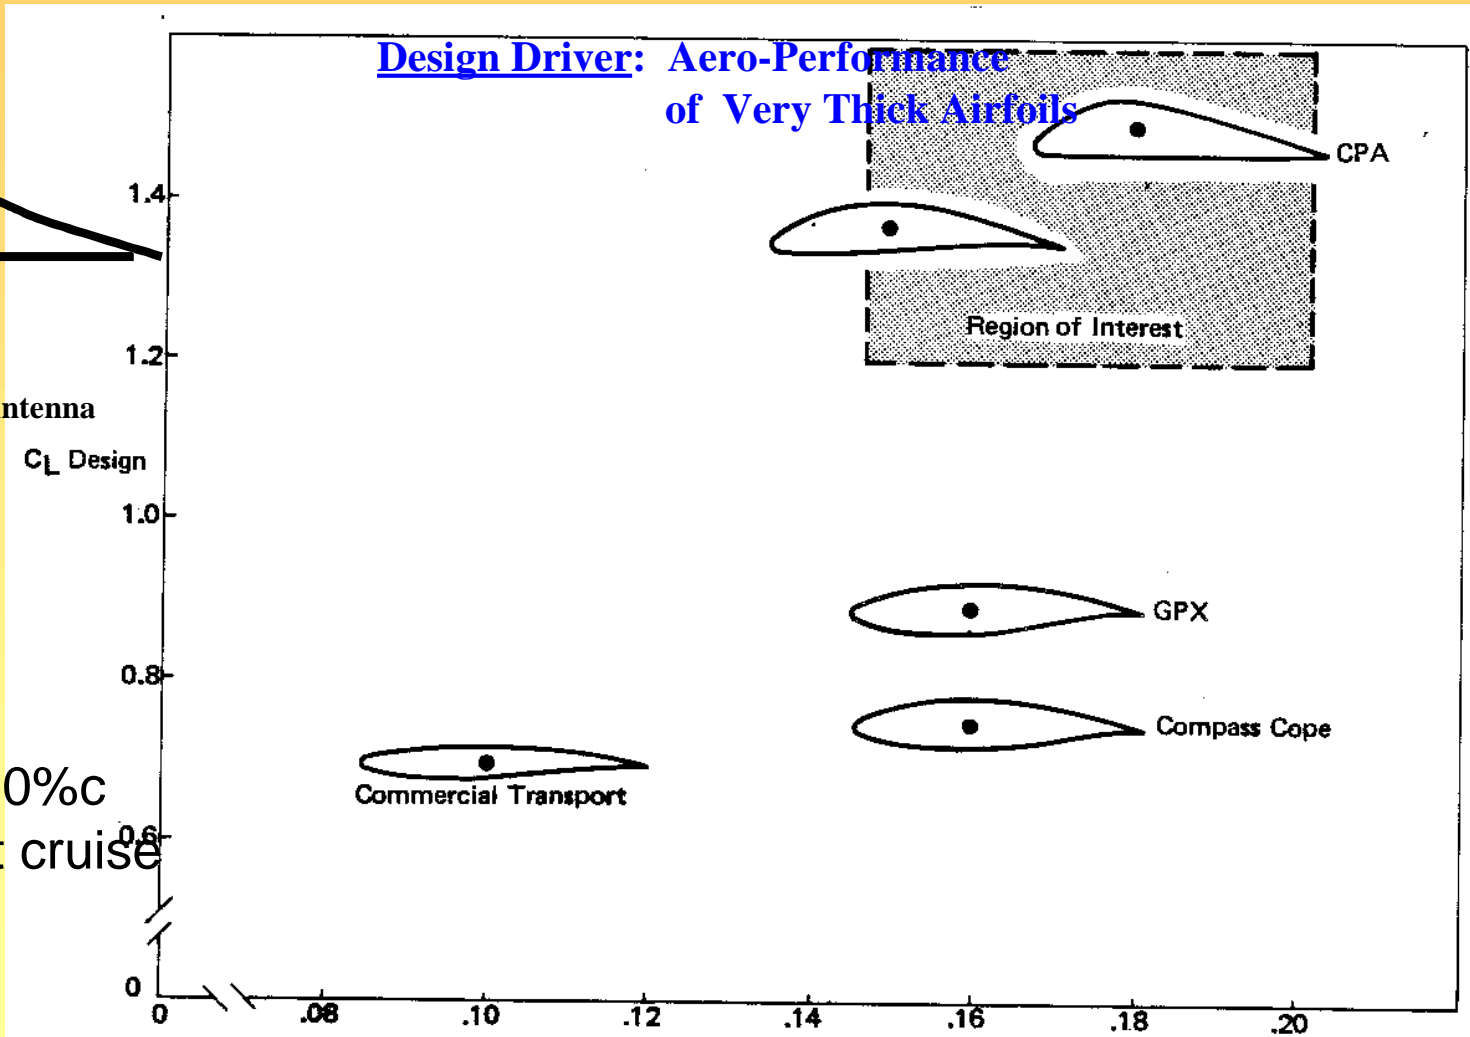 Design Driver: Aero-Performance
of Very Thick Airfoils
CPA
1.4
Region of Interest
1.2
ntenna
CL Design
1.0
GPX
0.8
Compass Cope
0%c
Commercial Transport
0.6
t cruise
0
0 .08 .10 .12 .14 .16 .18 .20